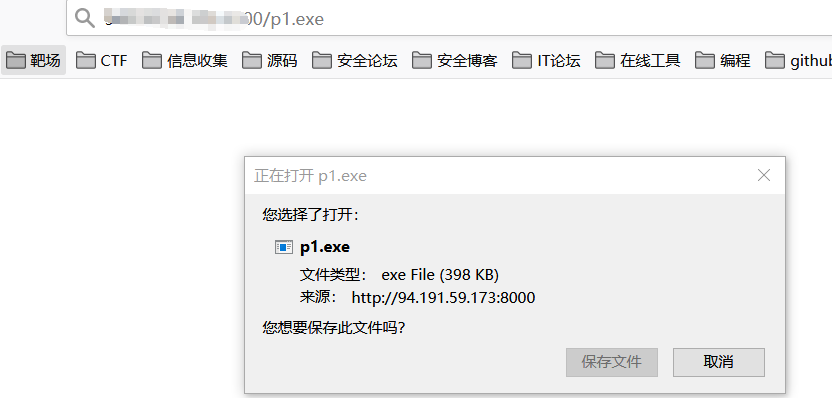 00/p1.exe
靶场 CTF 信息收集 源码 安全论坛 安全博客 IT论坛 在线工具 编程 github
正在打开 p1.exe
您选择了打开:
p1.exe
文件类型: exe File (398 KB)
来源: http://94.191.59.173:8000
您想要保存此文件吗?
保存文件 取消